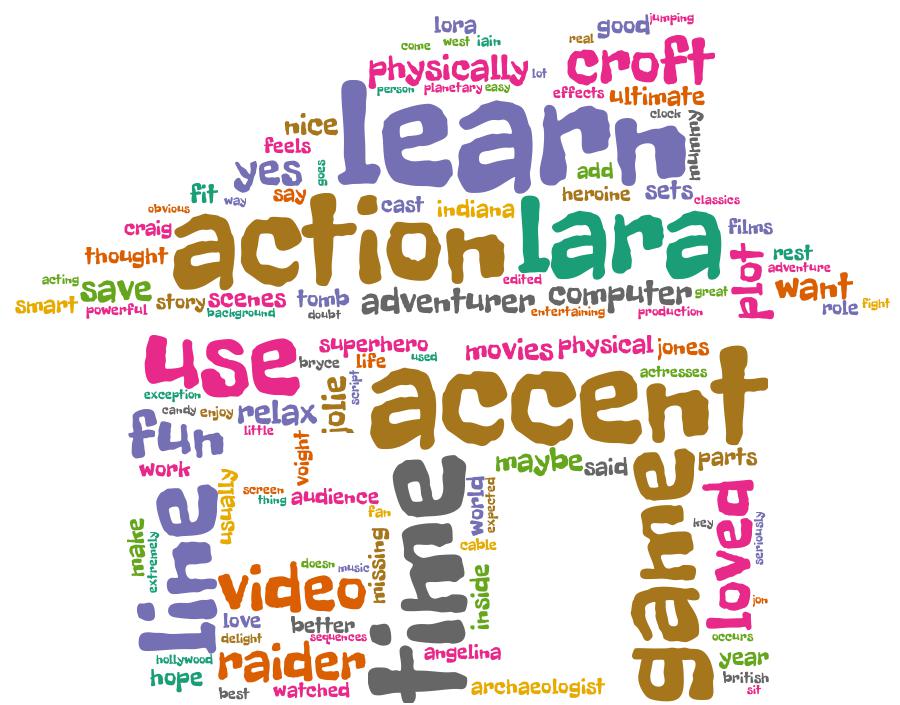 lora good jumping
come west iain real
physically lot croft
person planetary easy effects ultimate
nice learn clock mummy
feels
yes goes add
fit way say heroine sets classics
obvious action cast indiana lara films
craig
thought plot rest
acting edited adventure
smart save story scenes tomb adventurer computer great want
powerful background doubt entertaining production role fight
use superhero movies physical jones
bryce life used
exception jolie script accent actresses
candy enjoy relax
fun little
work voight maybe said parts
line usually screen audience time world expected game loved
thing fan key seriously
make extremely missing cable
doesn music
video inside
love better jon
delight sequences occurs
hollywood raider angelina year
hope british
best watched archaeologist sit